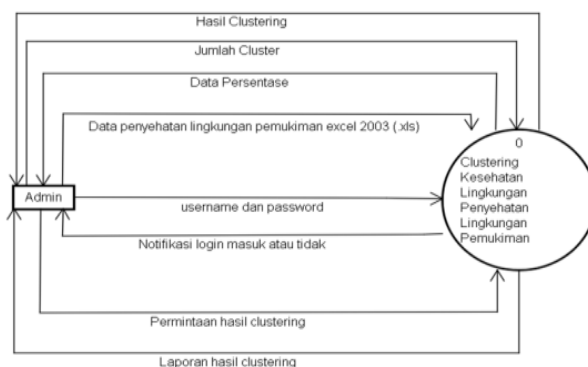 Hasil Clustering
Jumlah Cluster
Data Persentase
Data penyehatan lingkungan pemukiman excel 2003 (.xls)
0
Clustering
Kesehatan
Lingkungan
Penyehatan
Lingkungan
Pemukiman
Admin
username dan password
Notifikasi login masuk atau tidak
Permintaan hasil clustering
Laporan hasil clustering